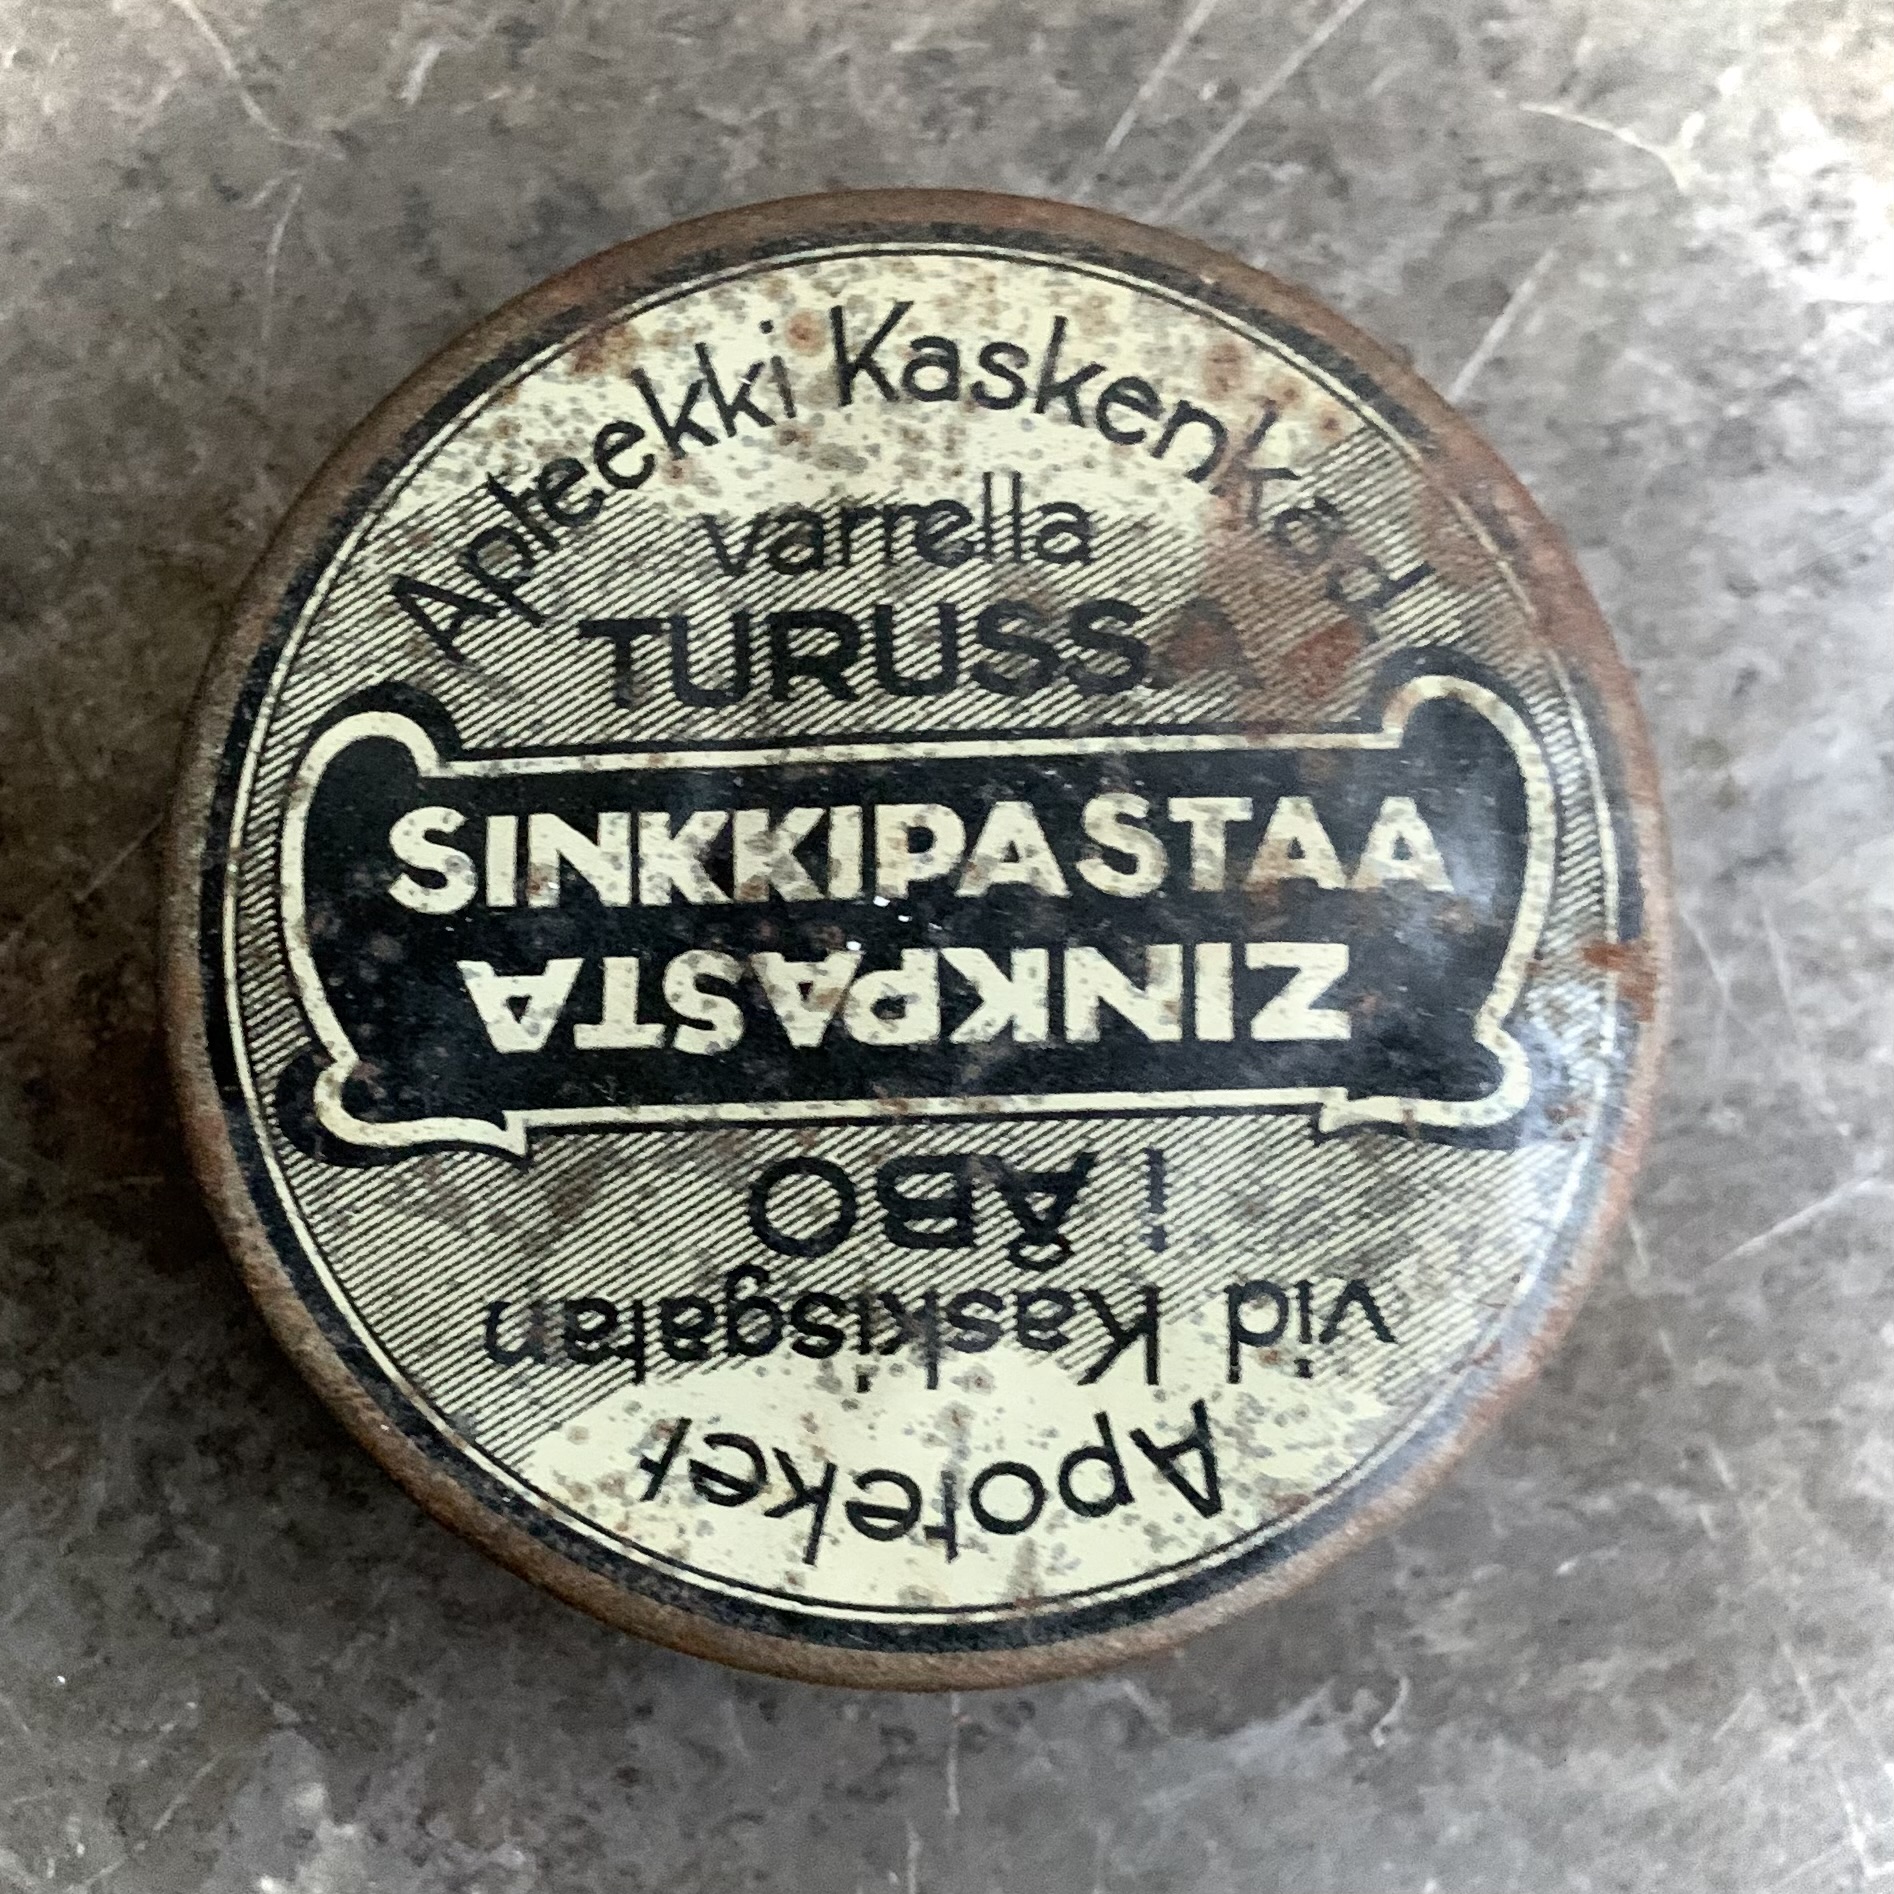 Apteekki Kaskenkad
varrella
TURUSSA
SINKKIPASTAA
Apoteket
vid Kaskisgatan
i ÅBO
ZINKPASTA